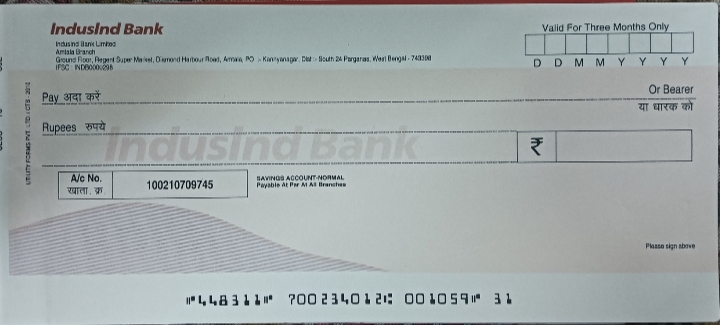 IndusInd Bank
Valid For Three Months Only
IndusInd Bank Limited
Amtala Branch
Ground Floor, Regent Super Market, Diamond Harbour Road, Amtala, PO :- Kanyanagar, Dist :- South 24 Parganas, West Bengal - 743398
IFSC : INDB0000298
D D M M Y Y Y Y
Pay अदा करें
Or Bearer
या धारक को
Rupees रुपये
IndusInd Bank
₹
A/c No.
खाता. क्र.
100210709745
SAVINGS ACCOUNT-NORMAL
Payable At Par At All Branches
Please sign above
⑈448311⑈ 700234012⑆ 001059⑈ 31
UTILITY FORMS PVT. LTD. / CTS - 2010